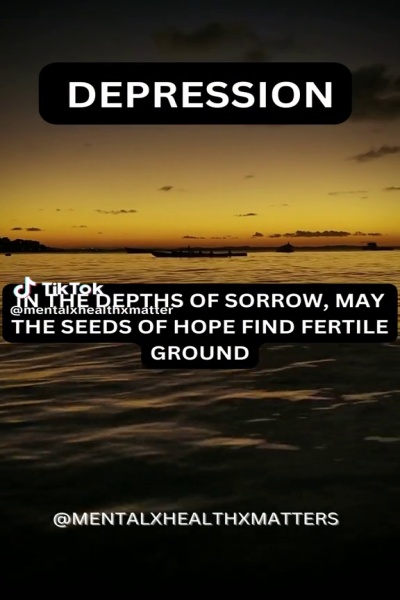 DEPRESSION
TikTok
IN THE DEPTHS OF SORROW, MAY
@mentalxhealthxmatter
THE SEEDS OF HOPE FIND FERTILE
GROUND
@MENTALXHEALTHXMATTERS